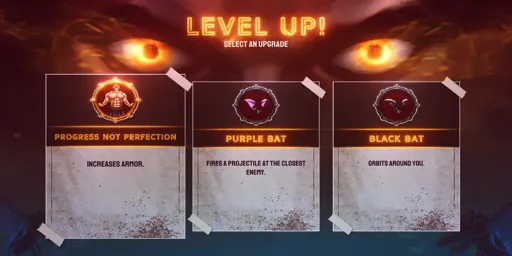 LEVEL UP!
SELECT AN UPGRADE
PROGRESS NOT PERFECTION
INCREASES ARMOR.
PURPLE BAT
FIRES A PROJECTILE AT THE CLOSEST
ENEMY.
BLACK BAT
ORBITS AROUND YOU.